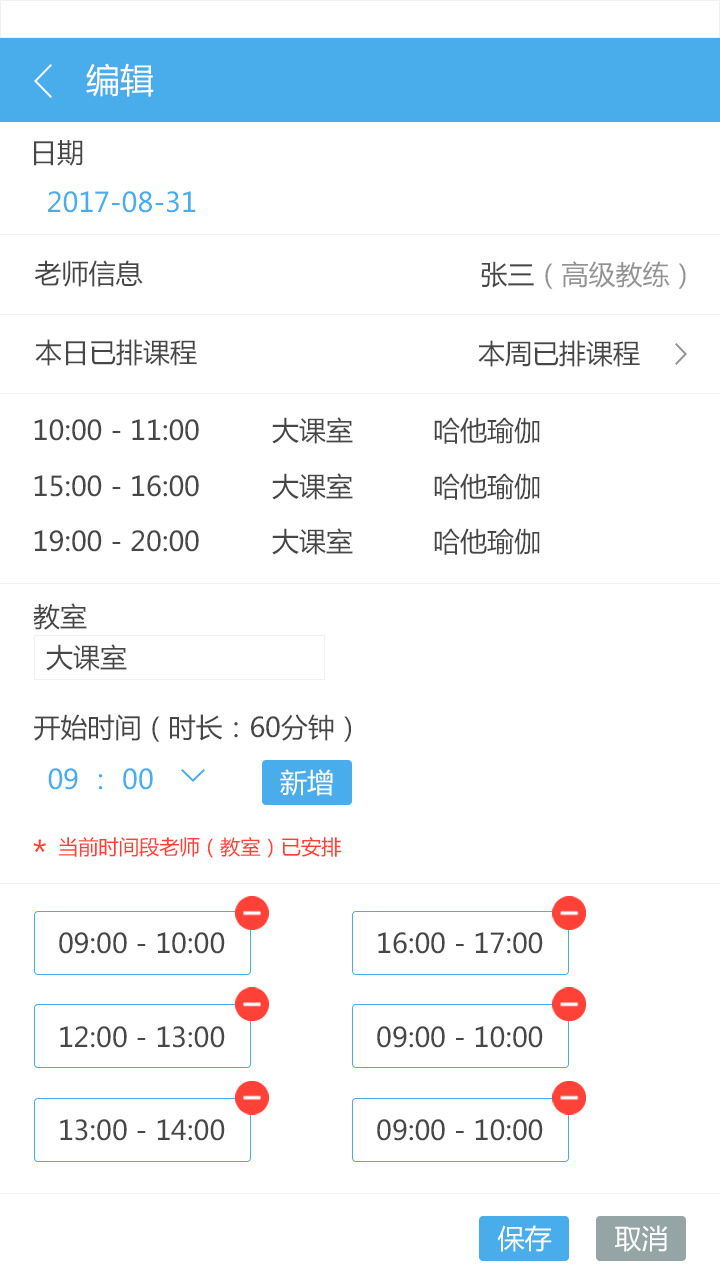 编辑
日期
2017-08-31
老师信息 张三（高级教练）
本日已排课程 本周已排课程
10:00 - 11:00 大课室 哈他瑜伽
15:00 - 16:00 大课室 哈他瑜伽
19:00 - 20:00 大课室 哈他瑜伽
教室
大课室
开始时间（时长：60分钟）
09 : 00 新增
* 当前时间段老师（教室）已安排
09:00 - 10:00 16:00 - 17:00
12:00 - 13:00 09:00 - 10:00
13:00 - 14:00 09:00 - 10:00
保存 取消